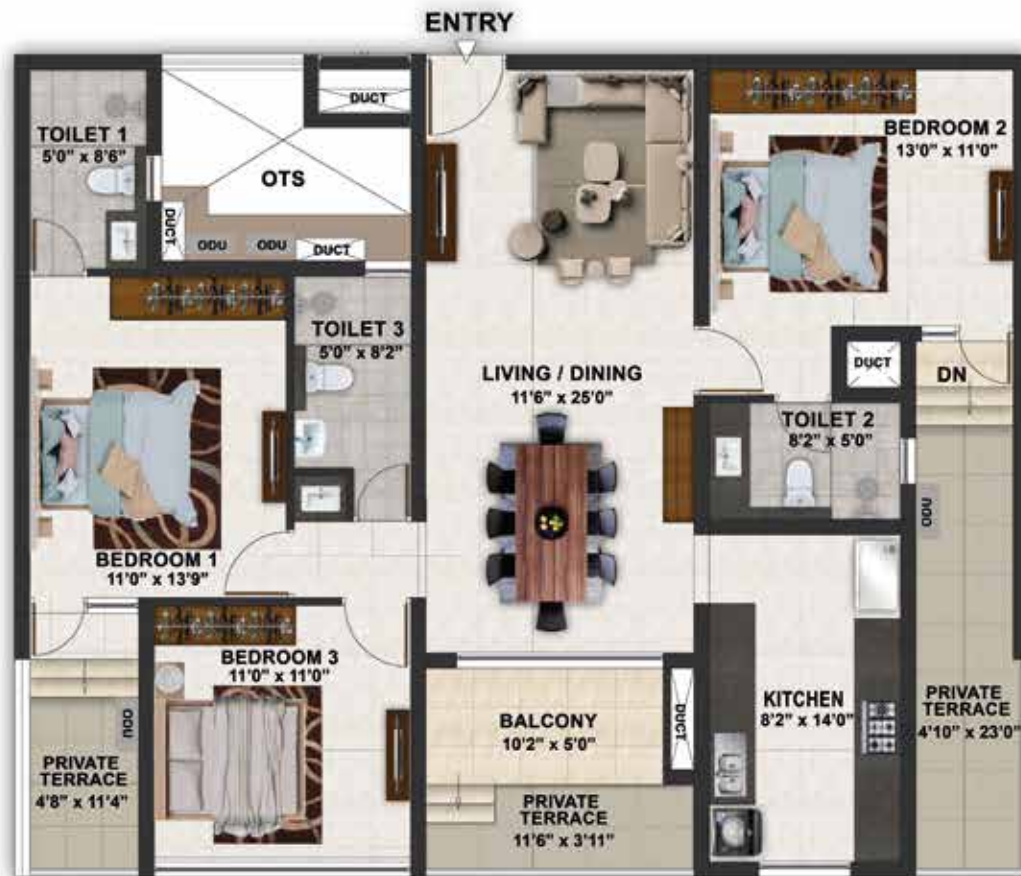 ENTRY
TOILET 1
5'0" x 8'6"
DUCT
OTS
DUCT
ODU
ODU
DUCT
BEDROOM 2
13'0" x 11'0"
TOILET 3
5'0" x 8'2"
LIVING / DINING
11'6" x 25'0"
DUCT
DN
TOILET 2
8'2" x 5'0"
ODU
BEDROOM 1
11'0" x 13'9"
BEDROOM 3
11'0" x 11'0"
ODU
PRIVATE
TERRACE
4'8" x 11'4"
BALCONY
10'2" x 5'0"
DUCT
PRIVATE
TERRACE
11'6" x 3'11"
KITCHEN
8'2" x 14'0"
PRIVATE
TERRACE
4'10" x 23'0"